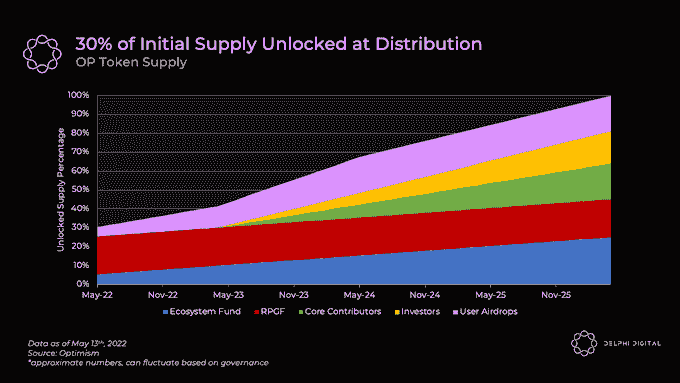 30% of Initial Supply Unlocked at Distribution
OP Token Supply
100%
90%
80%
70%
60%
50%
40%
30%
20%
10%
0%
Unlocked Supply Percentage
May-22 Nov-22 May-23 Nov-23 May-24 Nov-24 May-25 Nov-25
Ecosystem Fund RPGF Core Contributors Investors User Airdrops
Data as of May 13th, 2022
Source: Optimism
*approximate numbers, can fluctuate based on governance
DELPHI DIGITAL